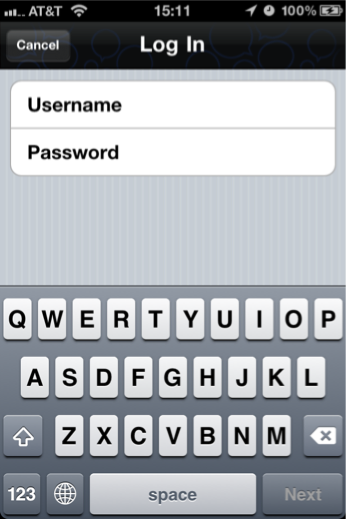 AT&T 15:11 100%
Cancel Log In
Username
Password
Q W E R T Y U I O P
A S D F G H J K L
Z X C V B N M
123 space Next